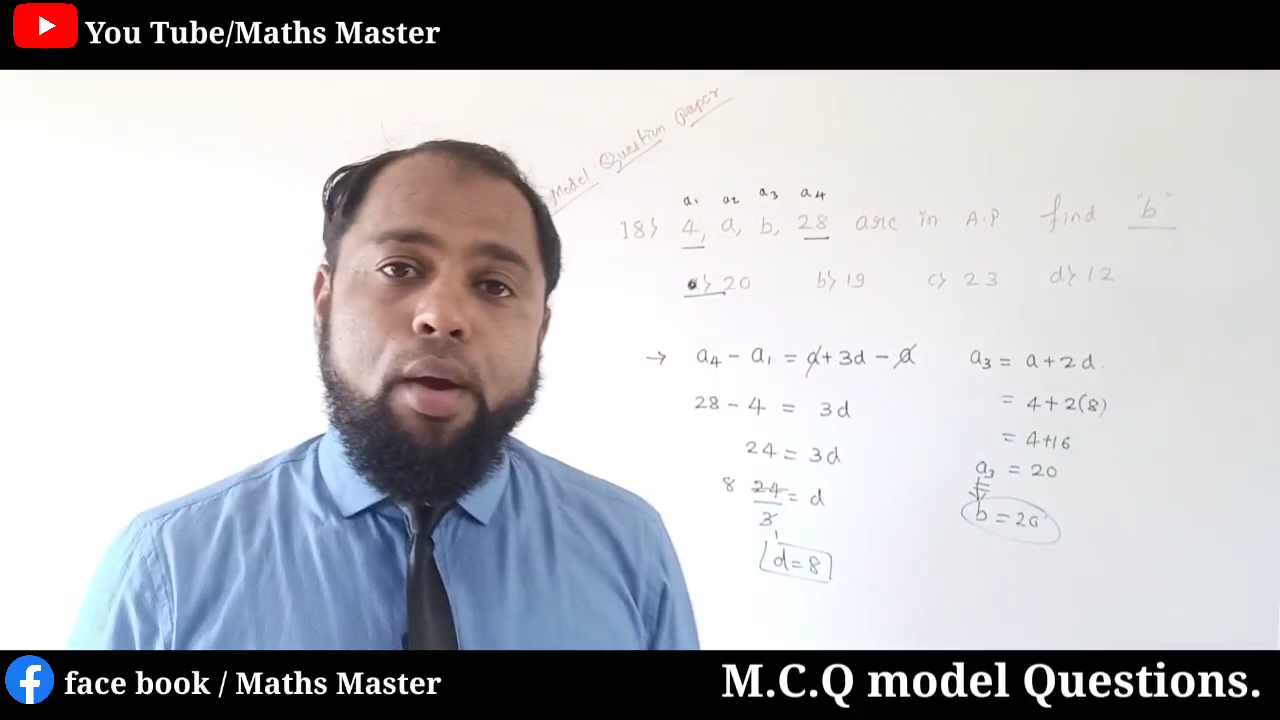 You Tube/Maths Master
Model Question Paper
a₁ a₂ a₃ a₄
18) 4, a, b, 28 are in A.P find "b"
a) 20 b) 19 c) 23 d) 12
→ a₄ - a₁ = a + 3d - a
28 - 4 = 3d
24 = 3d
8 24/3 = d
1
d = 8
a₃ = a + 2d.
= 4 + 2(8)
= 4 + 16
a₃ = 20
b = 20
face book / Maths Master
M.C.Q model Questions.